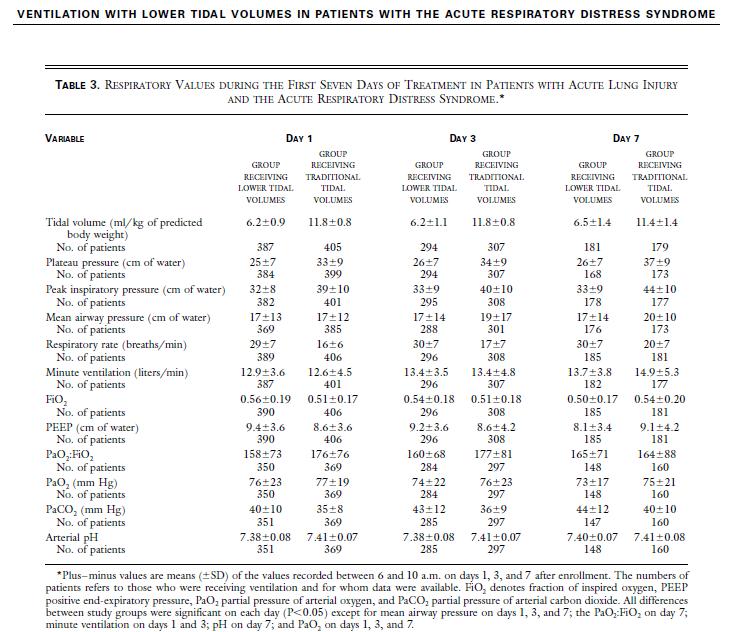 VENTILATION WITH LOWER TIDAL VOLUMES IN PATIENTS WITH THE ACUTE RESPIRATORY DISTRESS SYNDROME
TABLE 3. RESPIRATORY VALUES DURING THE FIRST SEVEN DAYS OF TREATMENT IN PATIENTS WITH ACUTE LUNG INJURY
AND THE ACUTE RESPIRATORY DISTRESS SYNDROME.*
VARIABLE DAY 1 DAY 3 DAY 7
GROUP RECEIVING LOWER TIDAL VOLUMES GROUP RECEIVING TRADITIONAL TIDAL VOLUMES GROUP RECEIVING LOWER TIDAL VOLUMES GROUP RECEIVING TRADITIONAL TIDAL VOLUMES GROUP RECEIVING LOWER TIDAL VOLUMES GROUP RECEIVING TRADITIONAL TIDAL VOLUMES
Tidal volume (ml/kg of predicted 6.2±0.9 11.8±0.8 6.2±1.1 11.8±0.8 6.5±1.4 11.4±1.4
body weight)
No. of patients 387 405 294 307 181 179
Plateau pressure (cm of water) 25±7 33±9 26±7 34±9 26±7 37±9
No. of patients 384 399 294 307 168 173
Peak inspiratory pressure (cm of water) 32±8 39±10 33±9 40±10 33±9 44±10
No. of patients 382 401 295 308 178 177
Mean airway pressure (cm of water) 17±13 17±12 17±14 19±17 17±14 20±10
No. of patients 369 385 288 301 176 173
Respiratory rate (breaths/min) 29±7 16±6 30±7 17±7 30±7 20±7
No. of patients 389 406 296 308 185 181
Minute ventilation (liters/min) 12.9±3.6 12.6±4.5 13.4±3.5 13.4±4.8 13.7±3.8 14.9±5.3
No. of patients 387 401 296 307 182 177
FiO₂ 0.56±0.19 0.51±0.17 0.54±0.18 0.51±0.18 0.50±0.17 0.54±0.20
No. of patients 390 406 296 308 185 181
PEEP (cm of water) 9.4±3.6 8.6±3.6 9.2±3.6 8.6±4.2 8.1±3.4 9.1±4.2
No. of patients 390 406 296 308 185 181
PaO₂:FiO₂ 158±73 176±76 160±68 177±81 165±71 164±88
No. of patients 350 369 284 297 148 160
PaO₂ (mm Hg) 76±23 77±19 74±22 76±23 73±17 75±21
No. of patients 350 369 284 297 148 160
PaCO₂ (mm Hg) 40±10 35±8 43±12 36±9 44±12 40±10
No. of patients 351 369 285 297 147 160
Arterial pH 7.38±0.08 7.41±0.07 7.38±0.08 7.41±0.07 7.40±0.07 7.41±0.08
No. of patients 351 369 285 297 148 160
*Plus–minus values are means (±SD) of the values recorded between 6 and 10 a.m. on days 1, 3, and 7 after enrollment. The numbers of
patients refers to those who were receiving ventilation and for whom data were available. FiO₂ denotes fraction of inspired oxygen, PEEP
positive end-expiratory pressure, PaO₂ partial pressure of arterial oxygen, and PaCO₂ partial pressure of arterial carbon dioxide. All differences
between study groups were significant on each day (P<0.05) except for mean airway pressure on days 1, 3, and 7; the PaO₂:FiO₂ on day 7;
minute ventilation on days 1 and 3; pH on day 7; and PaO₂ on days 1, 3, and 7.